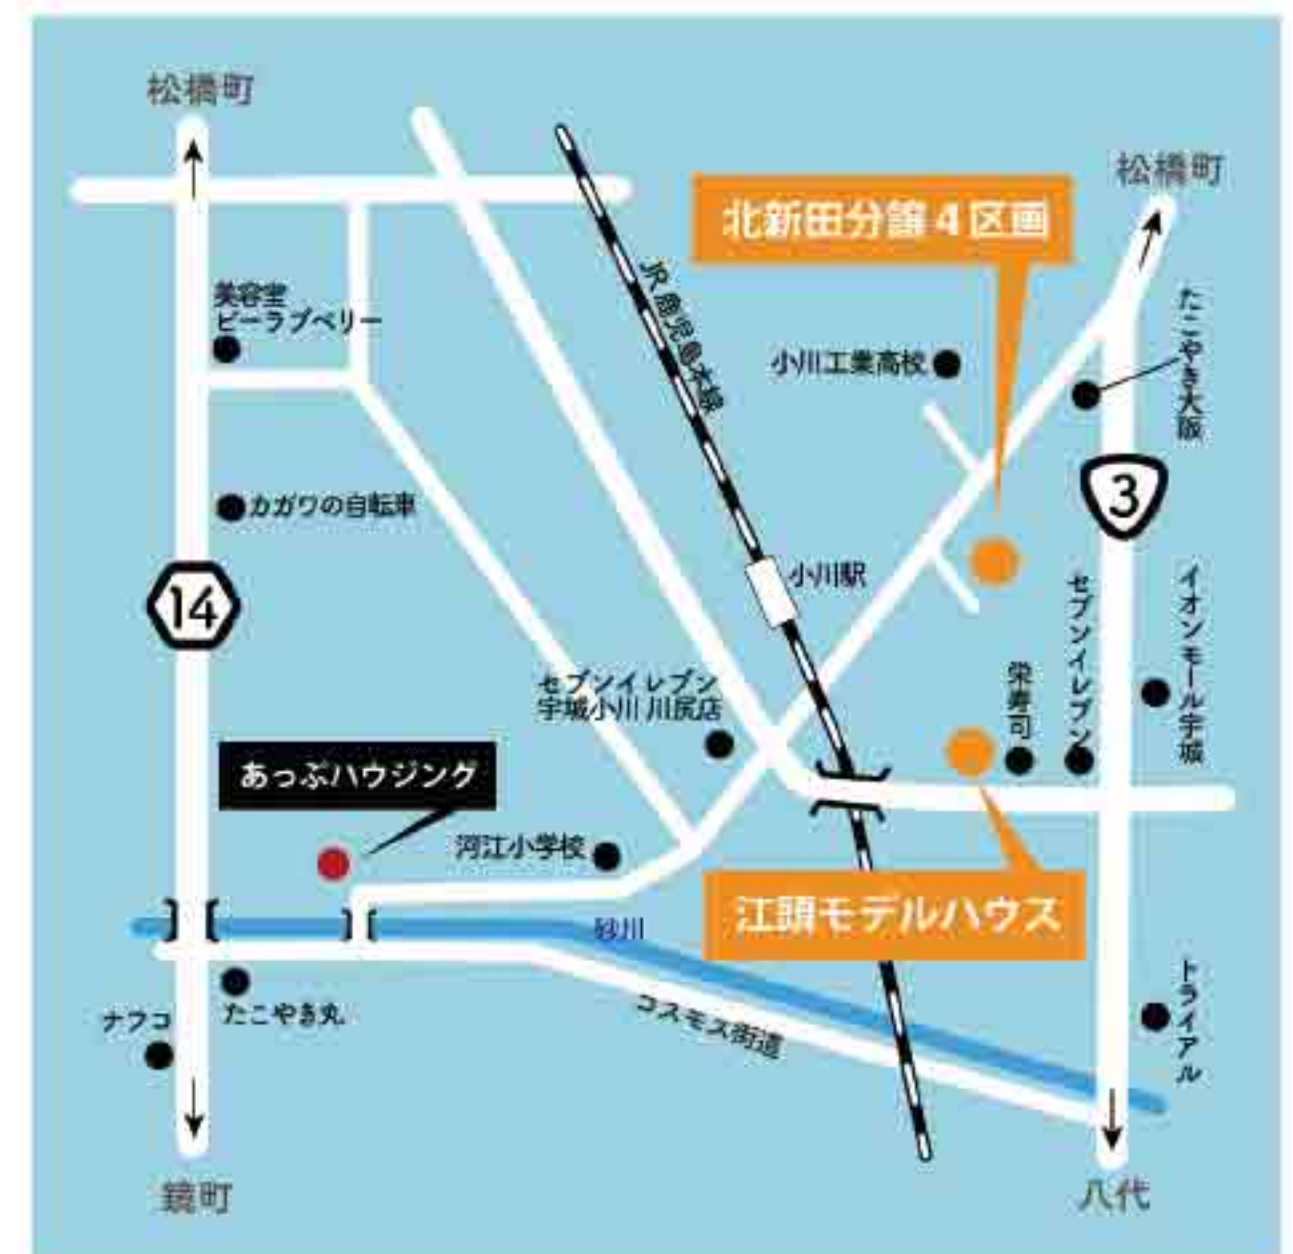 松橋町
松橋町
北新田分譲4区画
美容室
ビーラブベリー
JR鹿児島本線
小川工業高校
たこやき大阪
カガワの自転車
3
14
小川駅
セブンイレブン
イオンモール宇城
栄寿司
セブンイレブン
宇城小川 川尻店
あっぷハウジング
河江小学校
江頭モデルハウス
砂川
コスモス街道
トライアル
ナフコ
たこやき丸
鏡町
八代